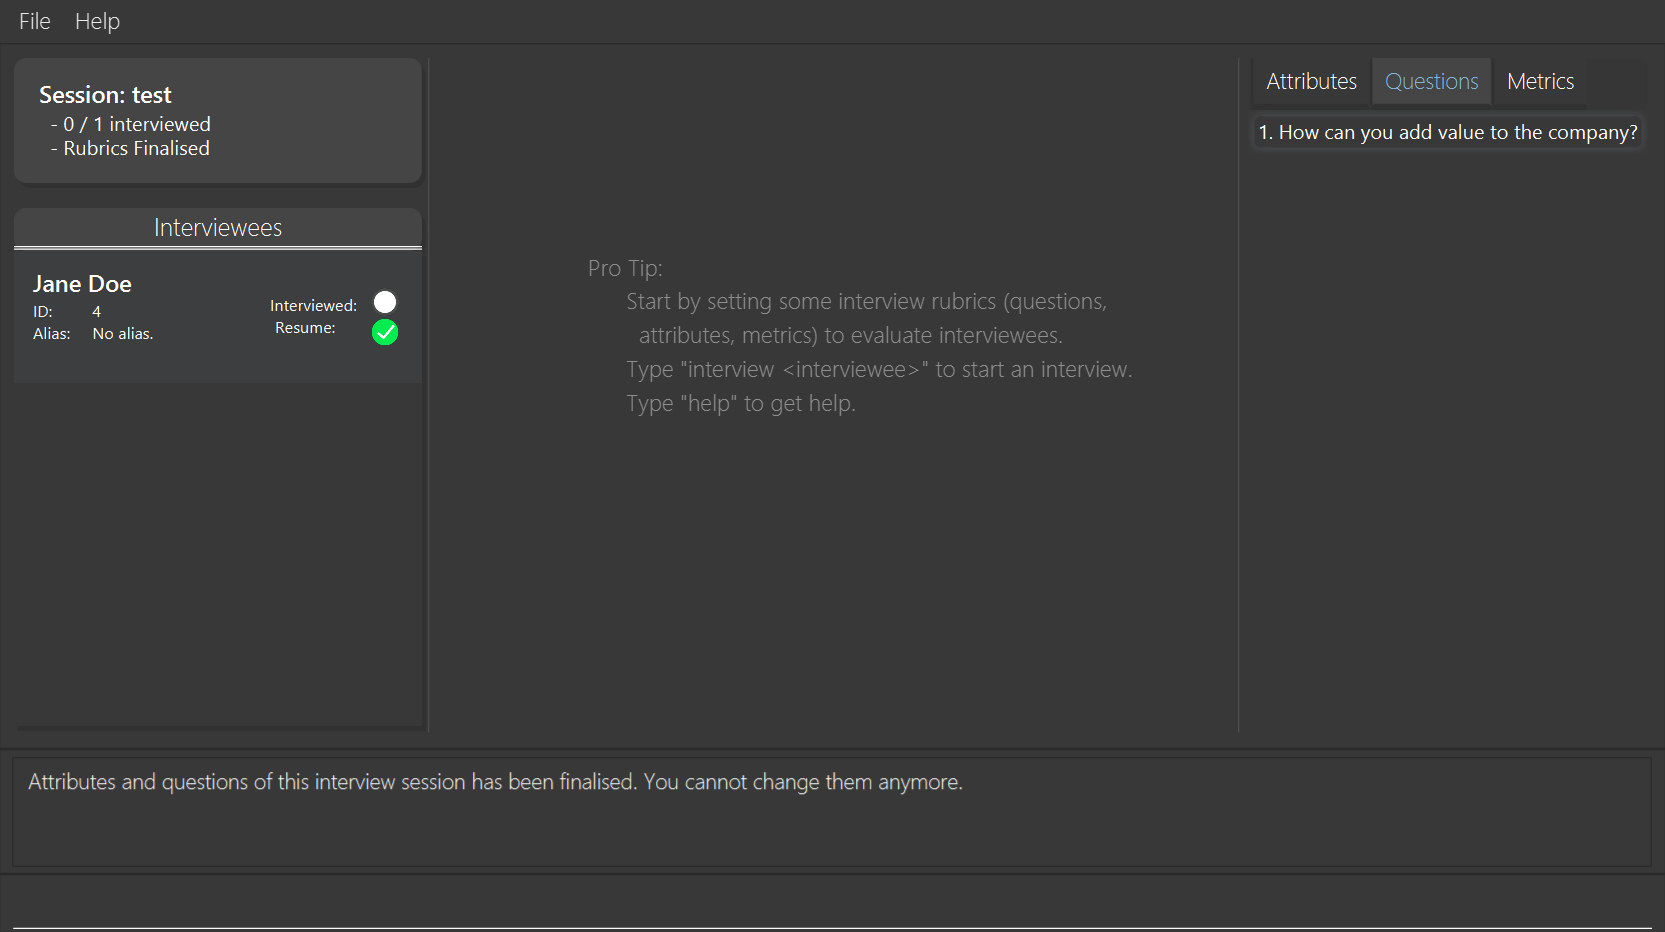 File Help
Session: test
- 0 / 1 interviewed
- Rubrics Finalised
Interviewees
Jane Doe
ID: 4
Alias: No alias.
Interviewed:
Resume:
Pro Tip:
Start by setting some interview rubrics (questions,
attributes, metrics) to evaluate interviewees.
Type "interview <interviewee>" to start an interview.
Type "help" to get help.
Attributes Questions Metrics
1. How can you add value to the company?
Attributes and questions of this interview session has been finalised. You cannot change them anymore.